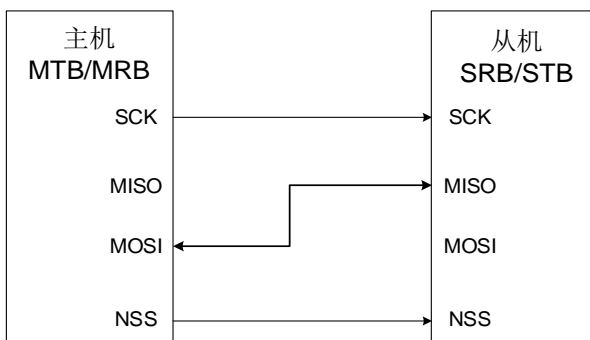 主机
MTB/MRB
SCK
MISO
MOSI
NSS
从机
SRB/STB
SCK
MISO
MOSI
NSS